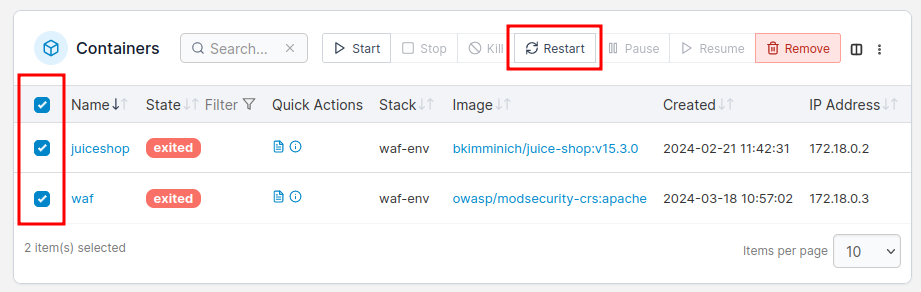 Containers Search... Start Stop Kill Restart Pause Resume Remove
Name State Filter Quick Actions Stack Image Created IP Address
juiceshop exited waf-env bkimminich/juice-shop:v15.3.0 2024-02-21 11:42:31 172.18.0.2
waf exited waf-env owasp/modsecurity-crs:apache 2024-03-18 10:57:02 172.18.0.3
2 item(s) selected Items per page 10